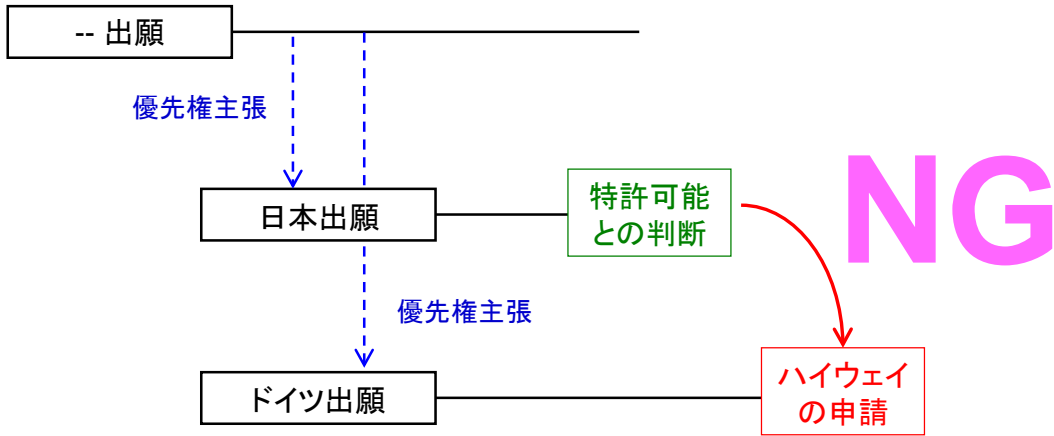 -- 出願
優先権主張
日本出願
特許可能
との判断
NG
優先権主張
ドイツ出願
ハイウェイ
の申請